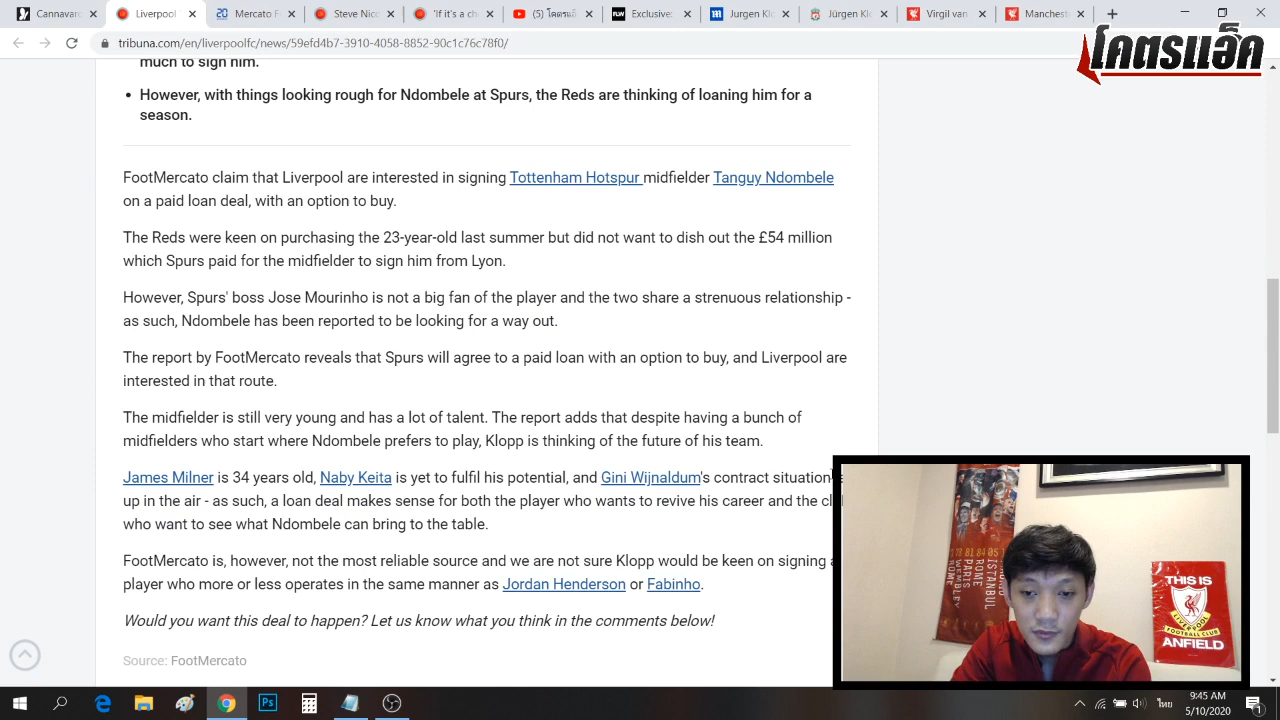 Cannavaro
Liverpool
Mercato F
Steve Nico
'If it's a ch
Exclusive:
Jurgen Klo
Jürgen Klo
Virgil van
Manchest
tribuna.com/en/liverpoolfc/news/59efd4b7-3910-4058-8852-90c1c76c78f0/
โคตรแอ็ค
much to sign him.
• However, with things looking rough for Ndombele at Spurs, the Reds are thinking of loaning him for a
season.
FootMercato claim that Liverpool are interested in signing Tottenham Hotspur midfielder Tanguy Ndombele
on a paid loan deal, with an option to buy.
The Reds were keen on purchasing the 23-year-old last summer but did not want to dish out the £54 million
which Spurs paid for the midfielder to sign him from Lyon.
However, Spurs' boss Jose Mourinho is not a big fan of the player and the two share a strenuous relationship -
as such, Ndombele has been reported to be looking for a way out.
The report by FootMercato reveals that Spurs will agree to a paid loan with an option to buy, and Liverpool are
interested in that route.
The midfielder is still very young and has a lot of talent. The report adds that despite having a bunch of
midfielders who start where Ndombele prefers to play, Klopp is thinking of the future of his team.
James Milner is 34 years old, Naby Keita is yet to fulfil his potential, and Gini Wijnaldum's contract situation
up in the air - as such, a loan deal makes sense for both the player who wants to revive his career and the cl
who want to see what Ndombele can bring to the table.
FootMercato is, however, not the most reliable source and we are not sure Klopp would be keen on signing a
player who more or less operates in the same manner as Jordan Henderson or Fabinho.
Would you want this deal to happen? Let us know what you think in the comments below!
Source: FootMercato
ISTANBUL
ROME
PARIS
WEMBLEY
ROME
THIS IS
LIVERPOOL
FOOTBALL CLUB
ANFIELD
ไทย
9:45 AM
5/10/2020